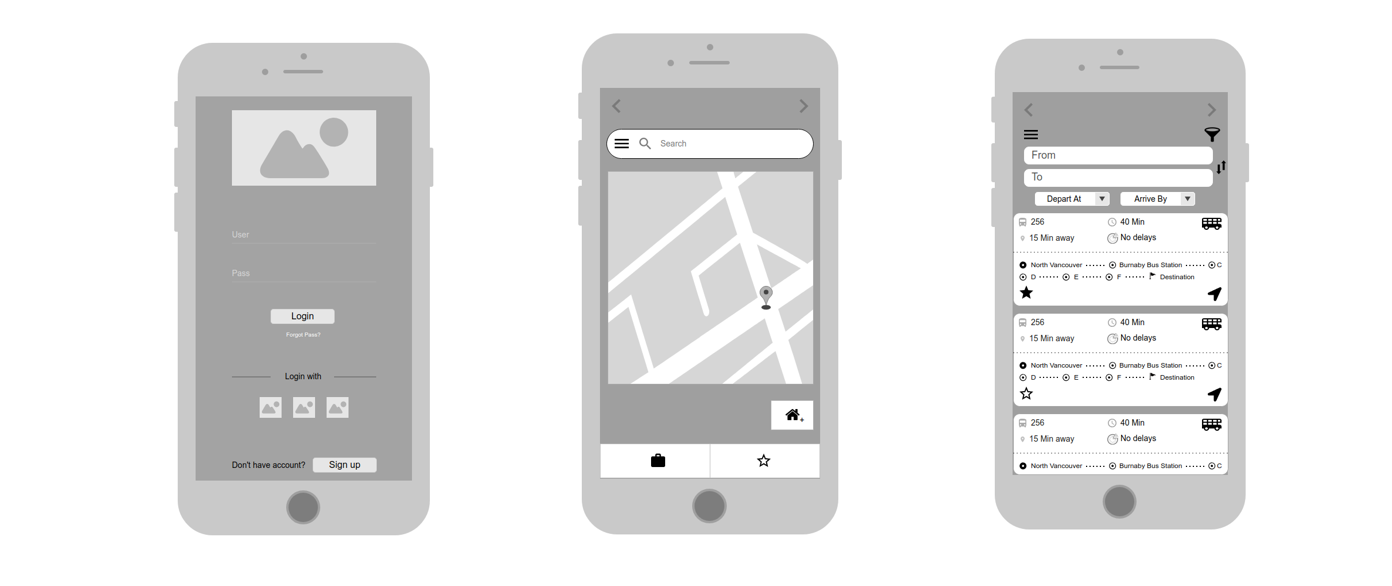 User
Pass
Login
Forgot Pass?
Login with
Don't have account? Sign up
Search
From
To
Depart At Arrive By
256 40 Min
15 Min away No delays
North Vancouver Burnaby Bus Station C
D E F Destination
256 40 Min
15 Min away No delays
North Vancouver Burnaby Bus Station C
D E F Destination
256 40 Min
15 Min away No delays
North Vancouver Burnaby Bus Station C